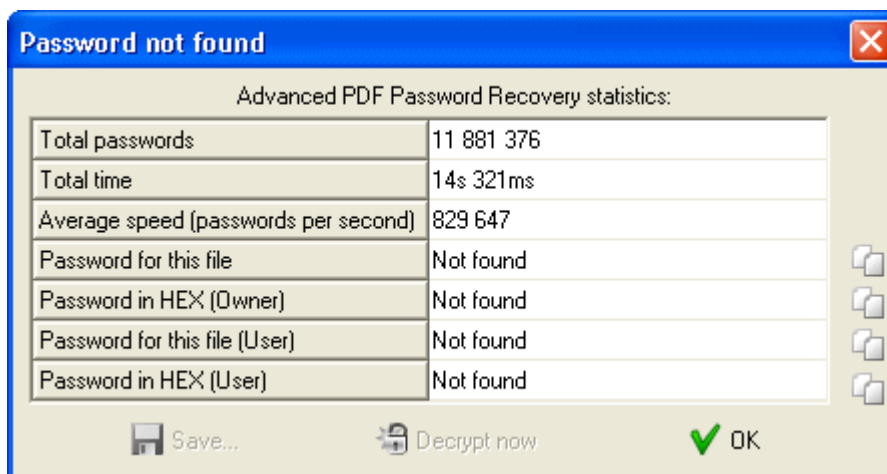 Password not found
Advanced PDF Password Recovery statistics:
Total passwords 11 881 376
Total time 14s 321ms
Average speed (passwords per second) 829 647
Password for this file Not found
Password in HEX (Owner) Not found
Password for this file (User) Not found
Password in HEX (User) Not found
Save... Decrypt now OK